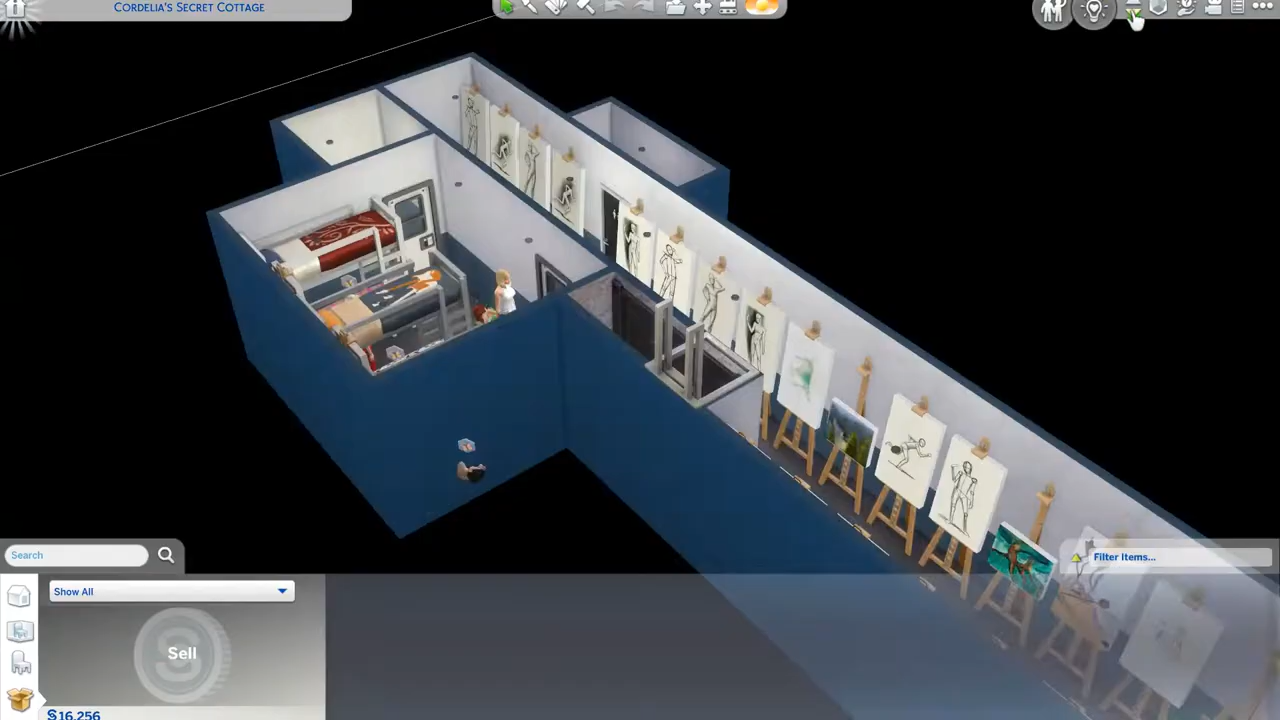 CORDELIA'S SECRET COTTAGE
Search
Filter Items...
Show All
Sell
§16,256